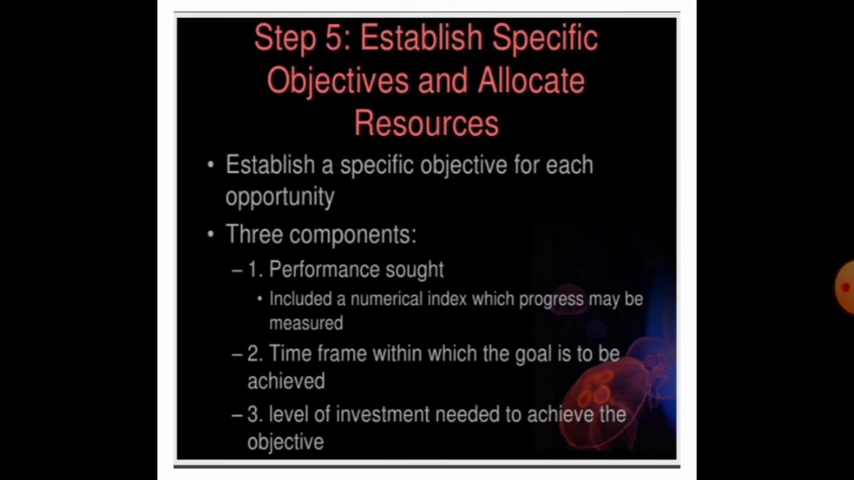 Step 5: Establish Specific
Objectives and Allocate
Resources
• Establish a specific objective for each
opportunity
• Three components:
– 1. Performance sought
• Included a numerical index which progress may be
measured
– 2. Time frame within which the goal is to be
achieved
– 3. level of investment needed to achieve the
objective